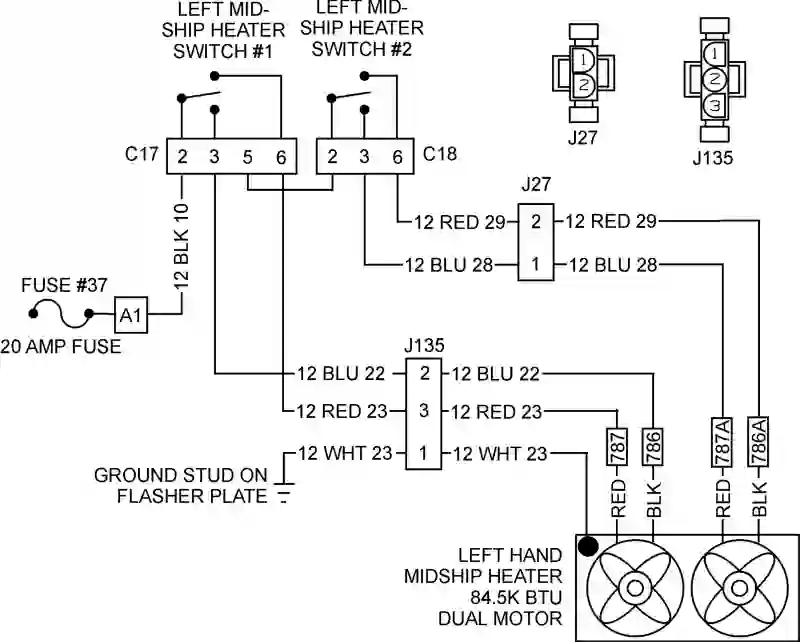 LEFT MID-
SHIP HEATER
SWITCH #1
LEFT MID-
SHIP HEATER
SWITCH #2
1
2
J27
1
2
3
J135
C17
2 3 5 6
2 3 6
C18
J27
12 RED 29
2
12 RED 29
12 BLU 28
1
12 BLU 28
12 BLK 10
FUSE #37
A1
20 AMP FUSE
J135
12 BLU 22
2
12 BLU 22
12 RED 23
3
12 RED 23
12 WHT 23
1
12 WHT 23
GROUND STUD ON
FLASHER PLATE
787
786
787A
786A
RED
BLK
RED
BLK
LEFT HAND
MIDSHIP HEATER
84.5K BTU
DUAL MOTOR